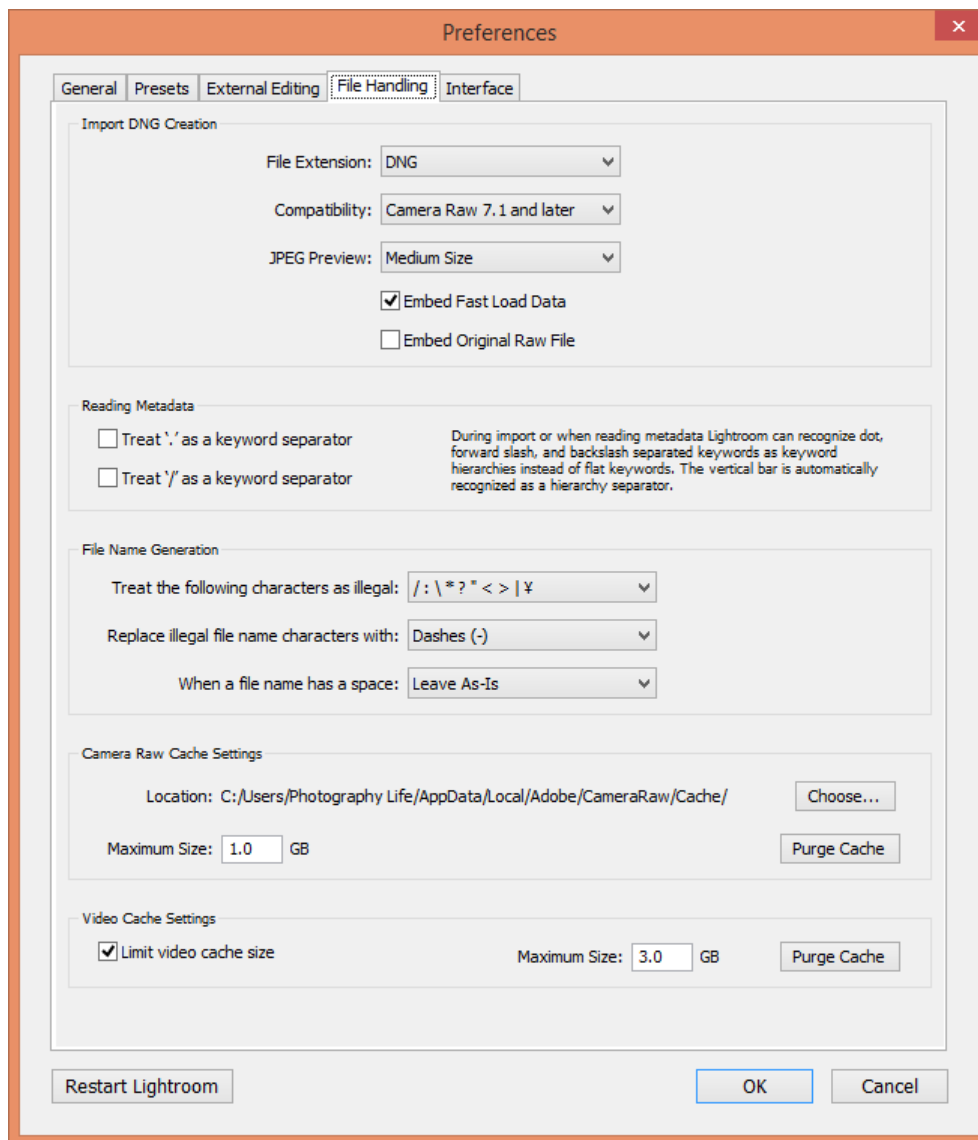 Preferences
General Presets External Editing File Handling Interface
Import DNG Creation
File Extension: DNG
Compatibility: Camera Raw 7.1 and later
JPEG Preview: Medium Size
Embed Fast Load Data
Embed Original Raw File
Reading Metadata
Treat '.' as a keyword separator
Treat '/' as a keyword separator
During import or when reading metadata Lightroom can recognize dot,
forward slash, and backslash separated keywords as keyword
hierarchies instead of flat keywords. The vertical bar is automatically
recognized as a hierarchy separator.
File Name Generation
Treat the following characters as illegal: / : \ * ? " < > | ¥
Replace illegal file name characters with: Dashes (-)
When a file name has a space: Leave As-Is
Camera Raw Cache Settings
Location: C:/Users/Photography Life/AppData/Local/Adobe/CameraRaw/Cache/ Choose...
Maximum Size: 1.0 GB Purge Cache
Video Cache Settings
Limit video cache size Maximum Size: 3.0 GB Purge Cache
Restart Lightroom OK Cancel